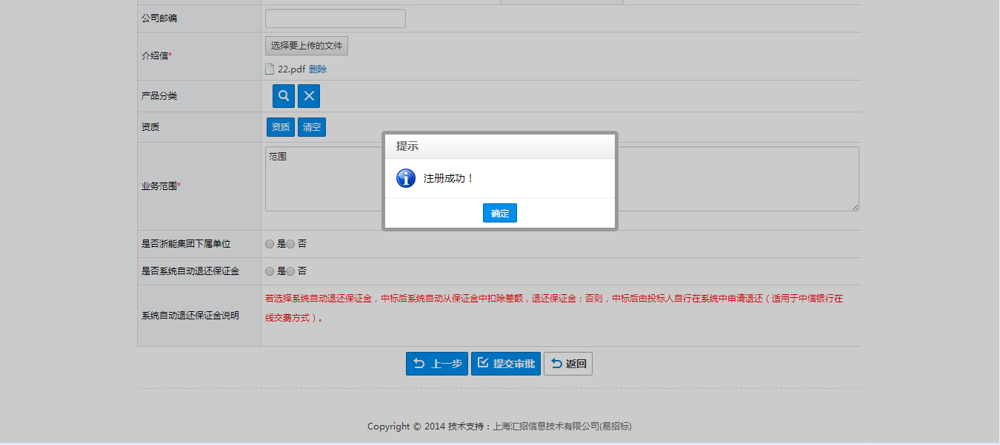 公司邮编
介绍信*
选择要上传的文件
22.pdf 删除
产品分类
资质
资质 清空
业务范围*
范围
提示
注册成功！
确定
是否浙能集团下属单位
是 否
是否系统自动退还保证金
是 否
系统自动退还保证金说明
若选择系统自动退还保证金，中标后系统自动从保证金中扣除差额，退还保证金；否则，中标后由投标人自行在系统中申请退还（适用于中信银行在
线交费方式）。
上一步 提交审批 返回
Copyright © 2014 技术支持：上海汇招信息技术有限公司(易招标)